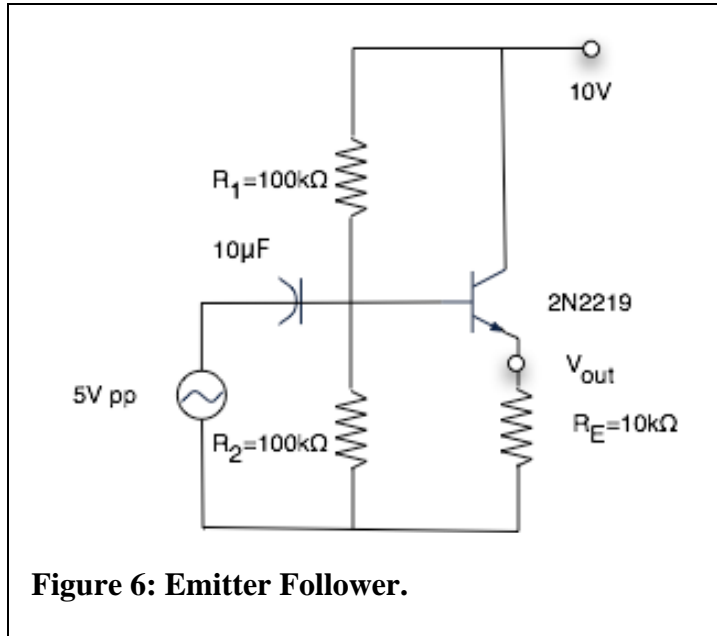 10V
R1=100kΩ
10µF
2N2219
Vout
5V pp
RE=10kΩ
R2=100kΩ
Figure 6: Emitter Follower.